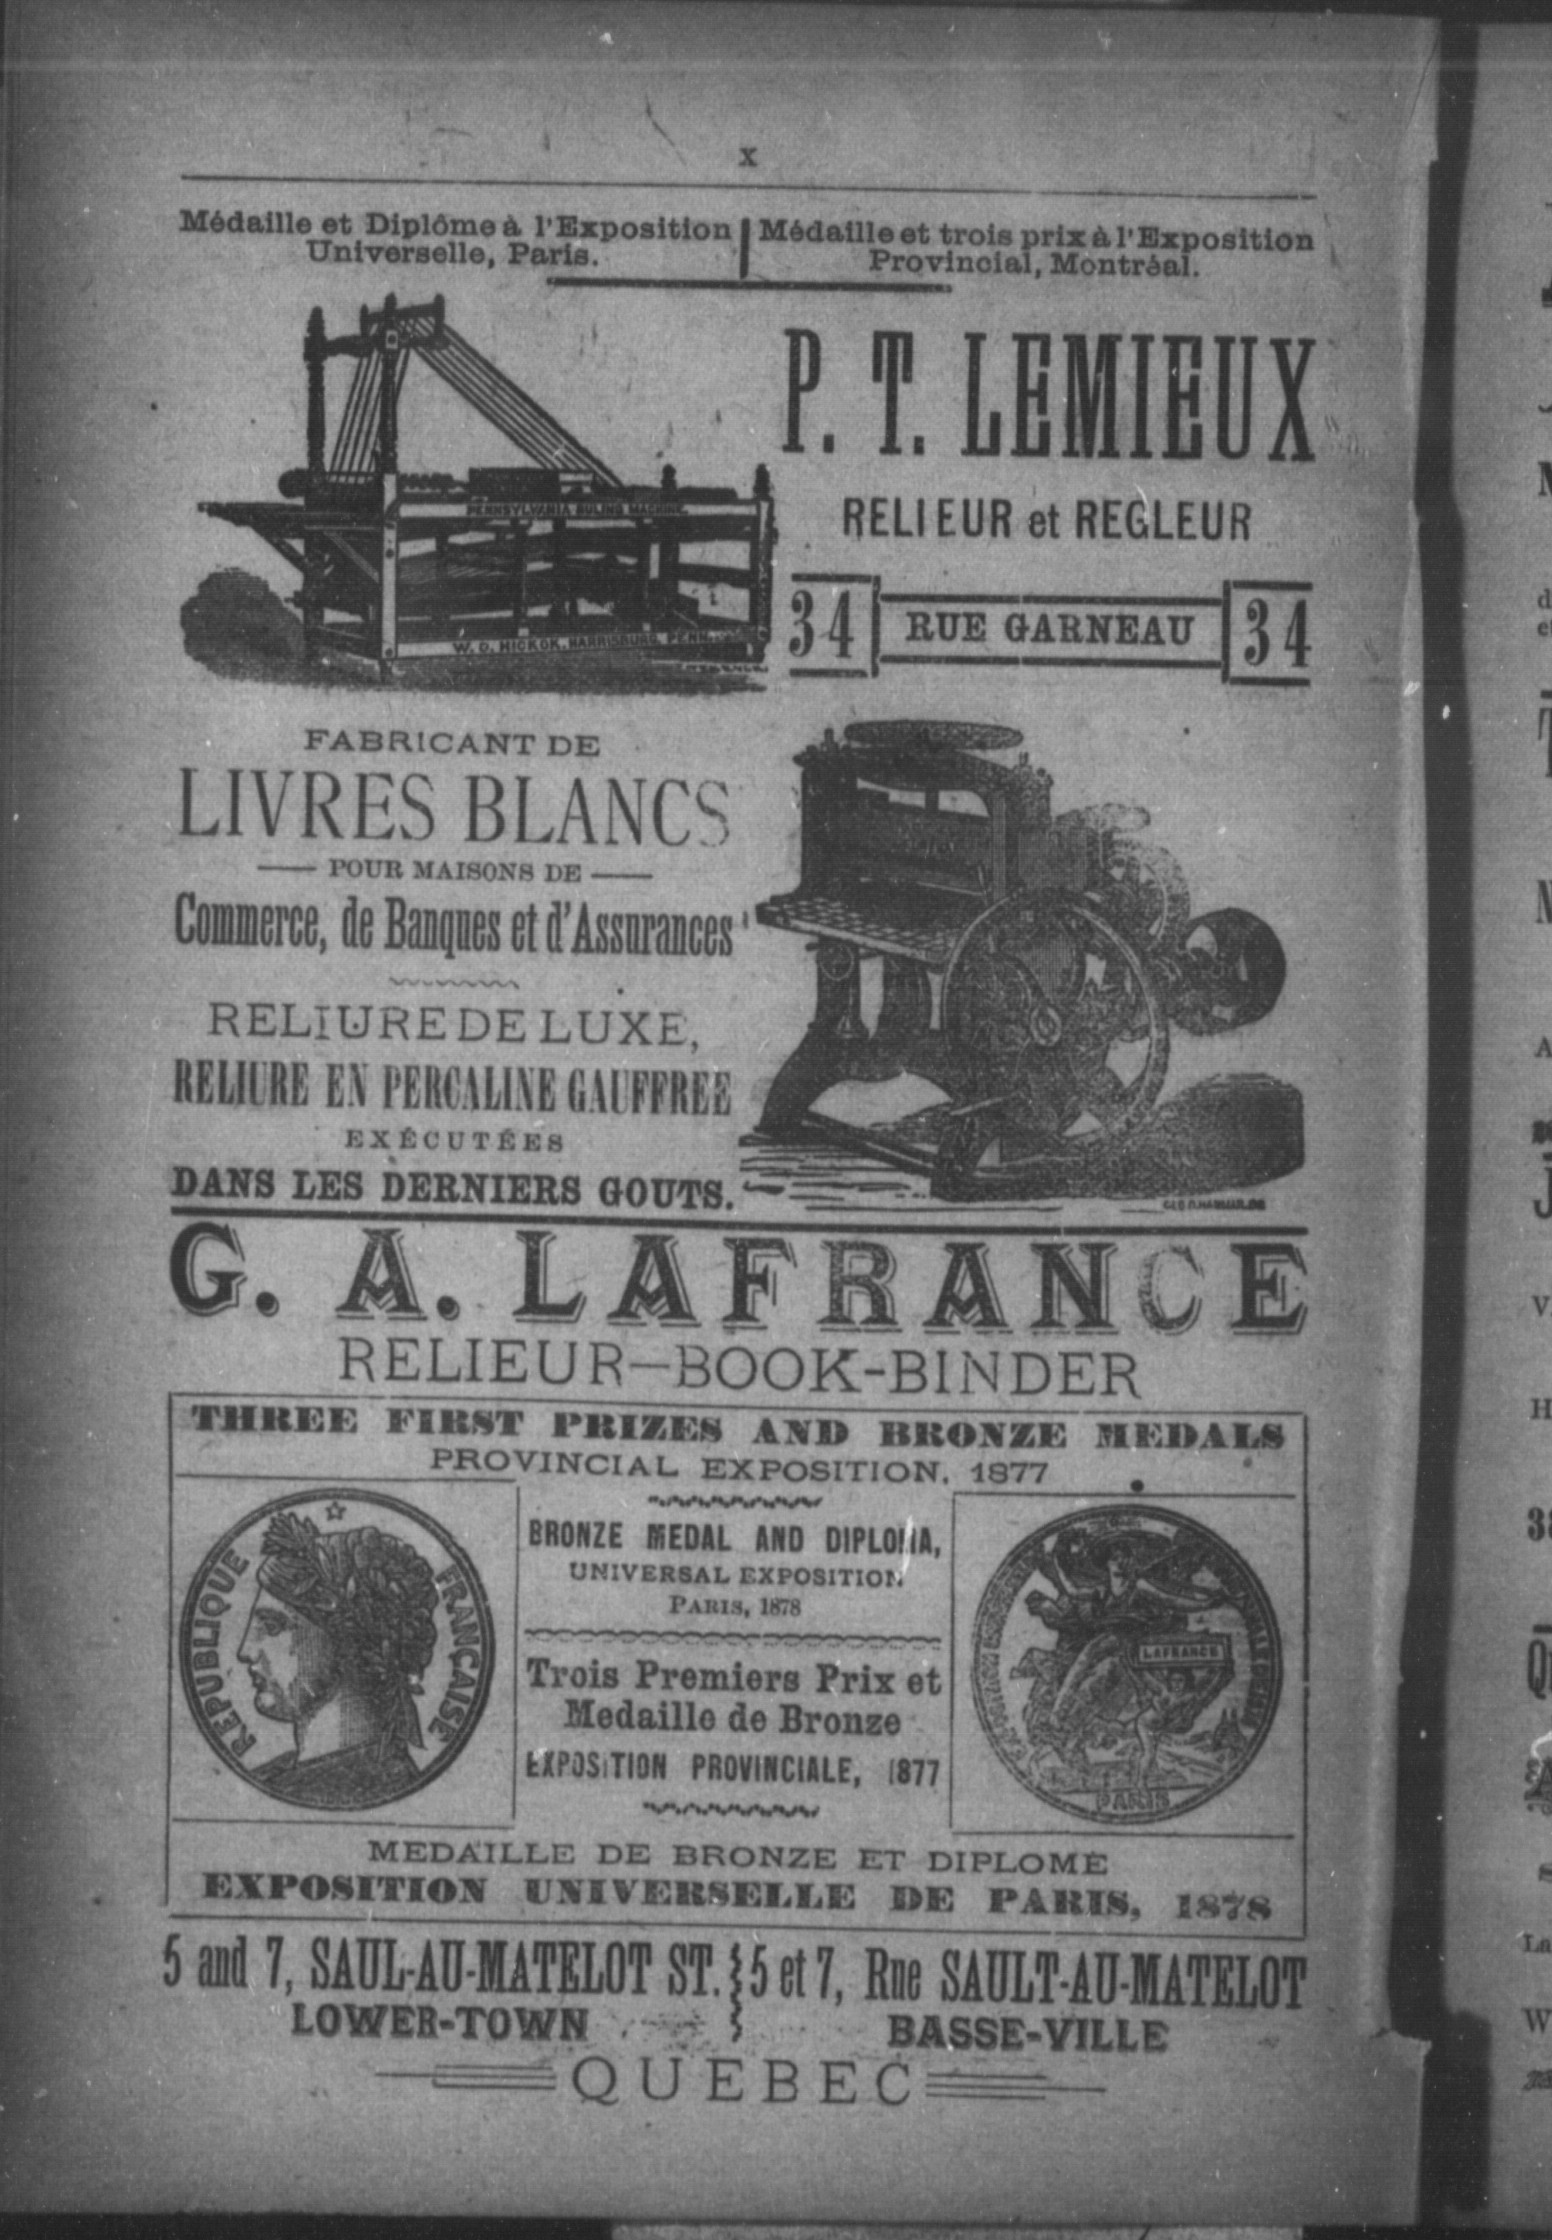 x
Médaille et Diplôme à l'Exposition
Universelle, Paris.
Médaille et trois prix à l'Exposition
Provincial, Montréal.
P. T. LEMIEUX
RELIEUR et REGLEUR
34 RUE GARNEAU 34
PENNSYLVANIA RULING MACHINE.
W. O. HICKOK. HARRISBURG. PENN.
FABRICANT DE
LIVRES BLANCS
POUR MAISONS DE
Commerce, de Banques et d'Assurances
RELIURE DE LUXE,
RELIURE EN PERCALINE GAUFFREE
EXÉCUTÉES
DANS LES DERNIERS GOUTS.
G. A. LAFRANCE
RELIEUR—BOOK-BINDER
THREE FIRST PRIZES AND BRONZE MEDALS
PROVINCIAL EXPOSITION, 1877
REPUBLIQUE FRANÇAISE
BRONZE MEDAL AND DIPLOMA,
UNIVERSAL EXPOSITION
PARIS, 1878
Trois Premiers Prix et
Medaille de Bronze
EXPOSITION PROVINCIALE, 1877
LAFRANCE
PARIS
MEDAILLE DE BRONZE ET DIPLOME
EXPOSITION UNIVERSELLE DE PARIS, 1878
5 and 7, SAUL-AU-MATELOT ST.
LOWER-TOWN
5 et 7, Rue SAULT-AU-MATELOT
BASSE-VILLE
QUEBEC